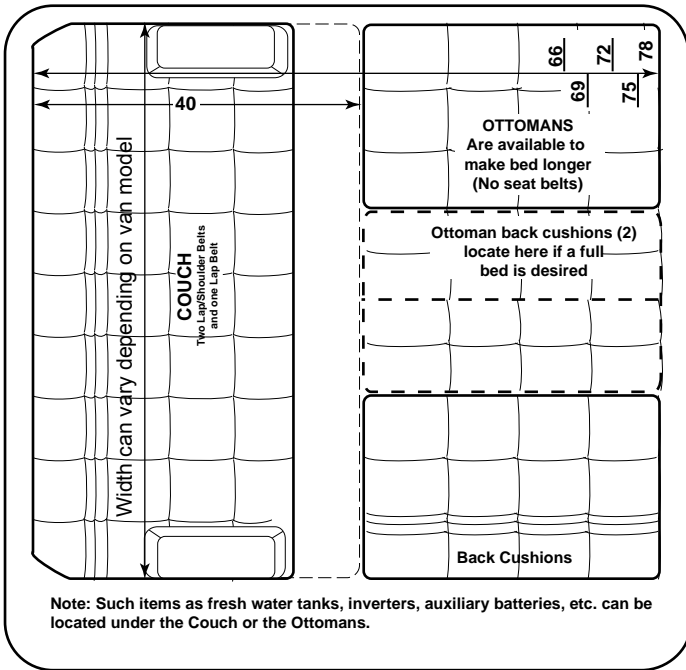 66
72
78
69
75
40
OTTOMANS
Are available to
make bed longer
(No seat belts)
Width can vary depending on van model
COUCH
Two Lap/Shoulder Belts
and one Lap Belt
Ottoman back cushions (2)
locate here if a full
bed is desired
Back Cushions
Note: Such items as fresh water tanks, inverters, auxiliary batteries, etc. can be
located under the Couch or the Ottomans.